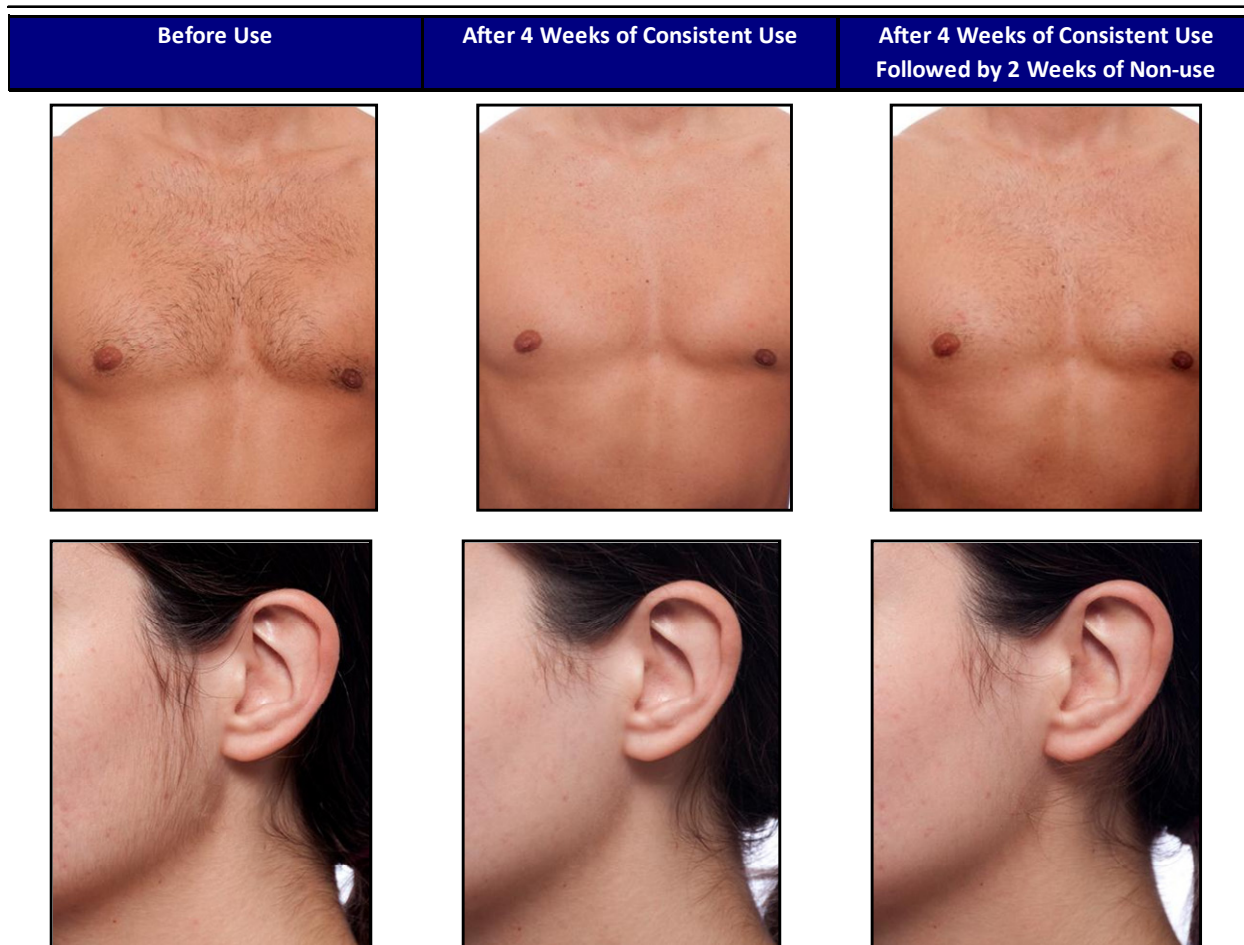 Before Use
After 4 Weeks of Consistent Use
After 4 Weeks of Consistent Use
Followed by 2 Weeks of Non-use